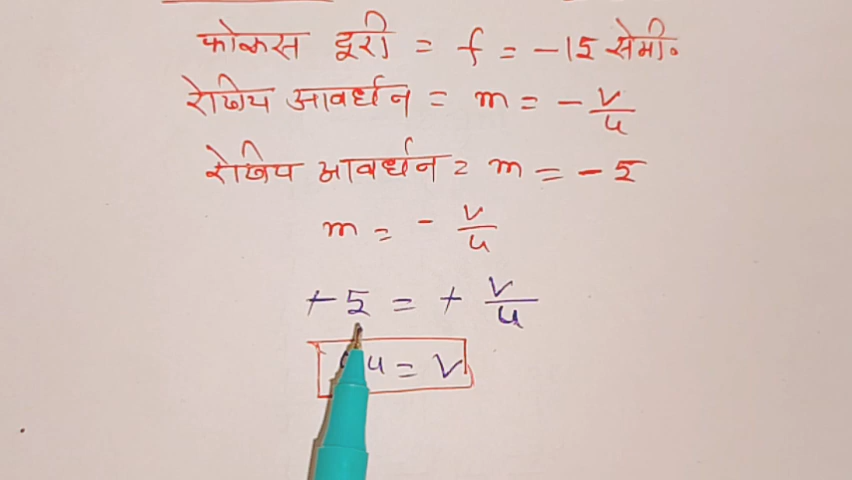 फोकस दूरी = f = -15 सेमी.
रेखिय आवर्धन = m = - v/u
रेखिय आवर्धन = m = - 5
m = - v/u
+5 = + v/u
u = v